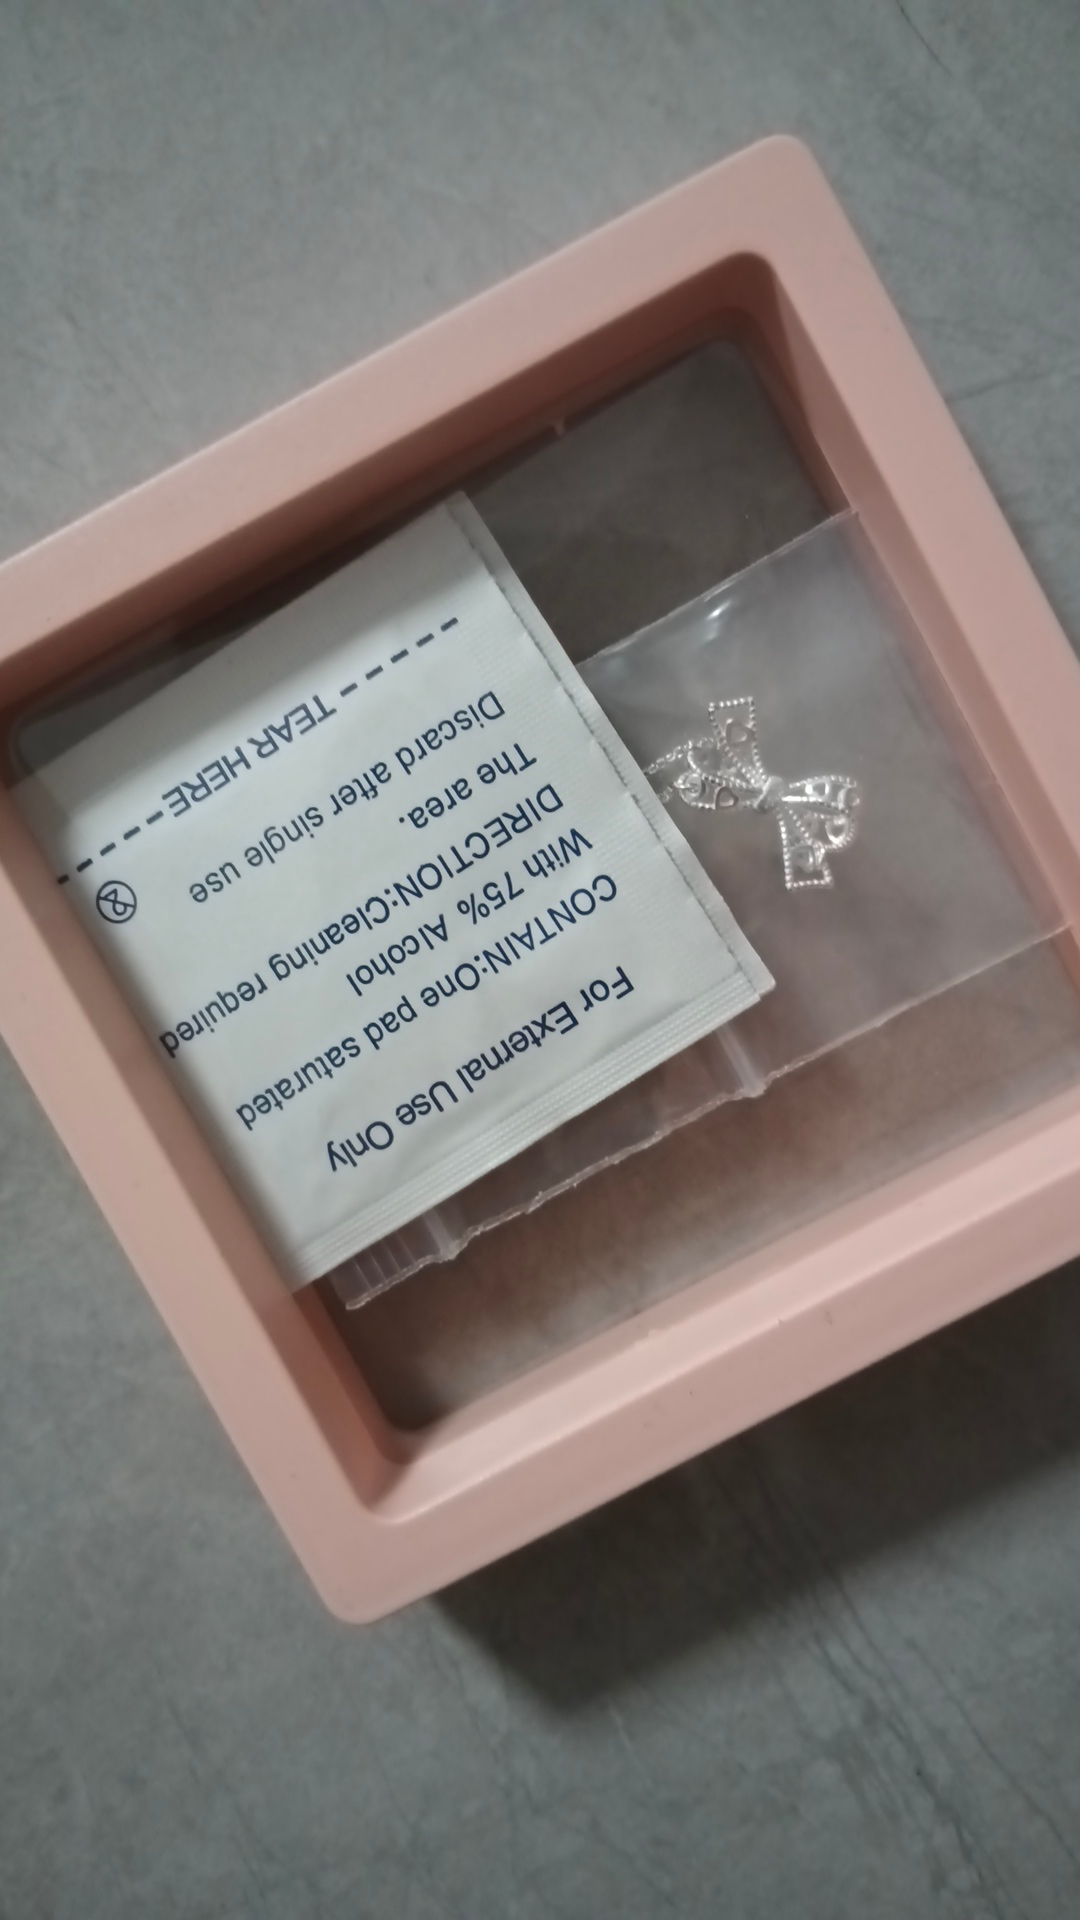 For External Use Only
CONTAIN:One pad saturated
With 75% Alcohol
DIRECTION:Cleaning required
The area.
Discard after single use
TEAR HERE